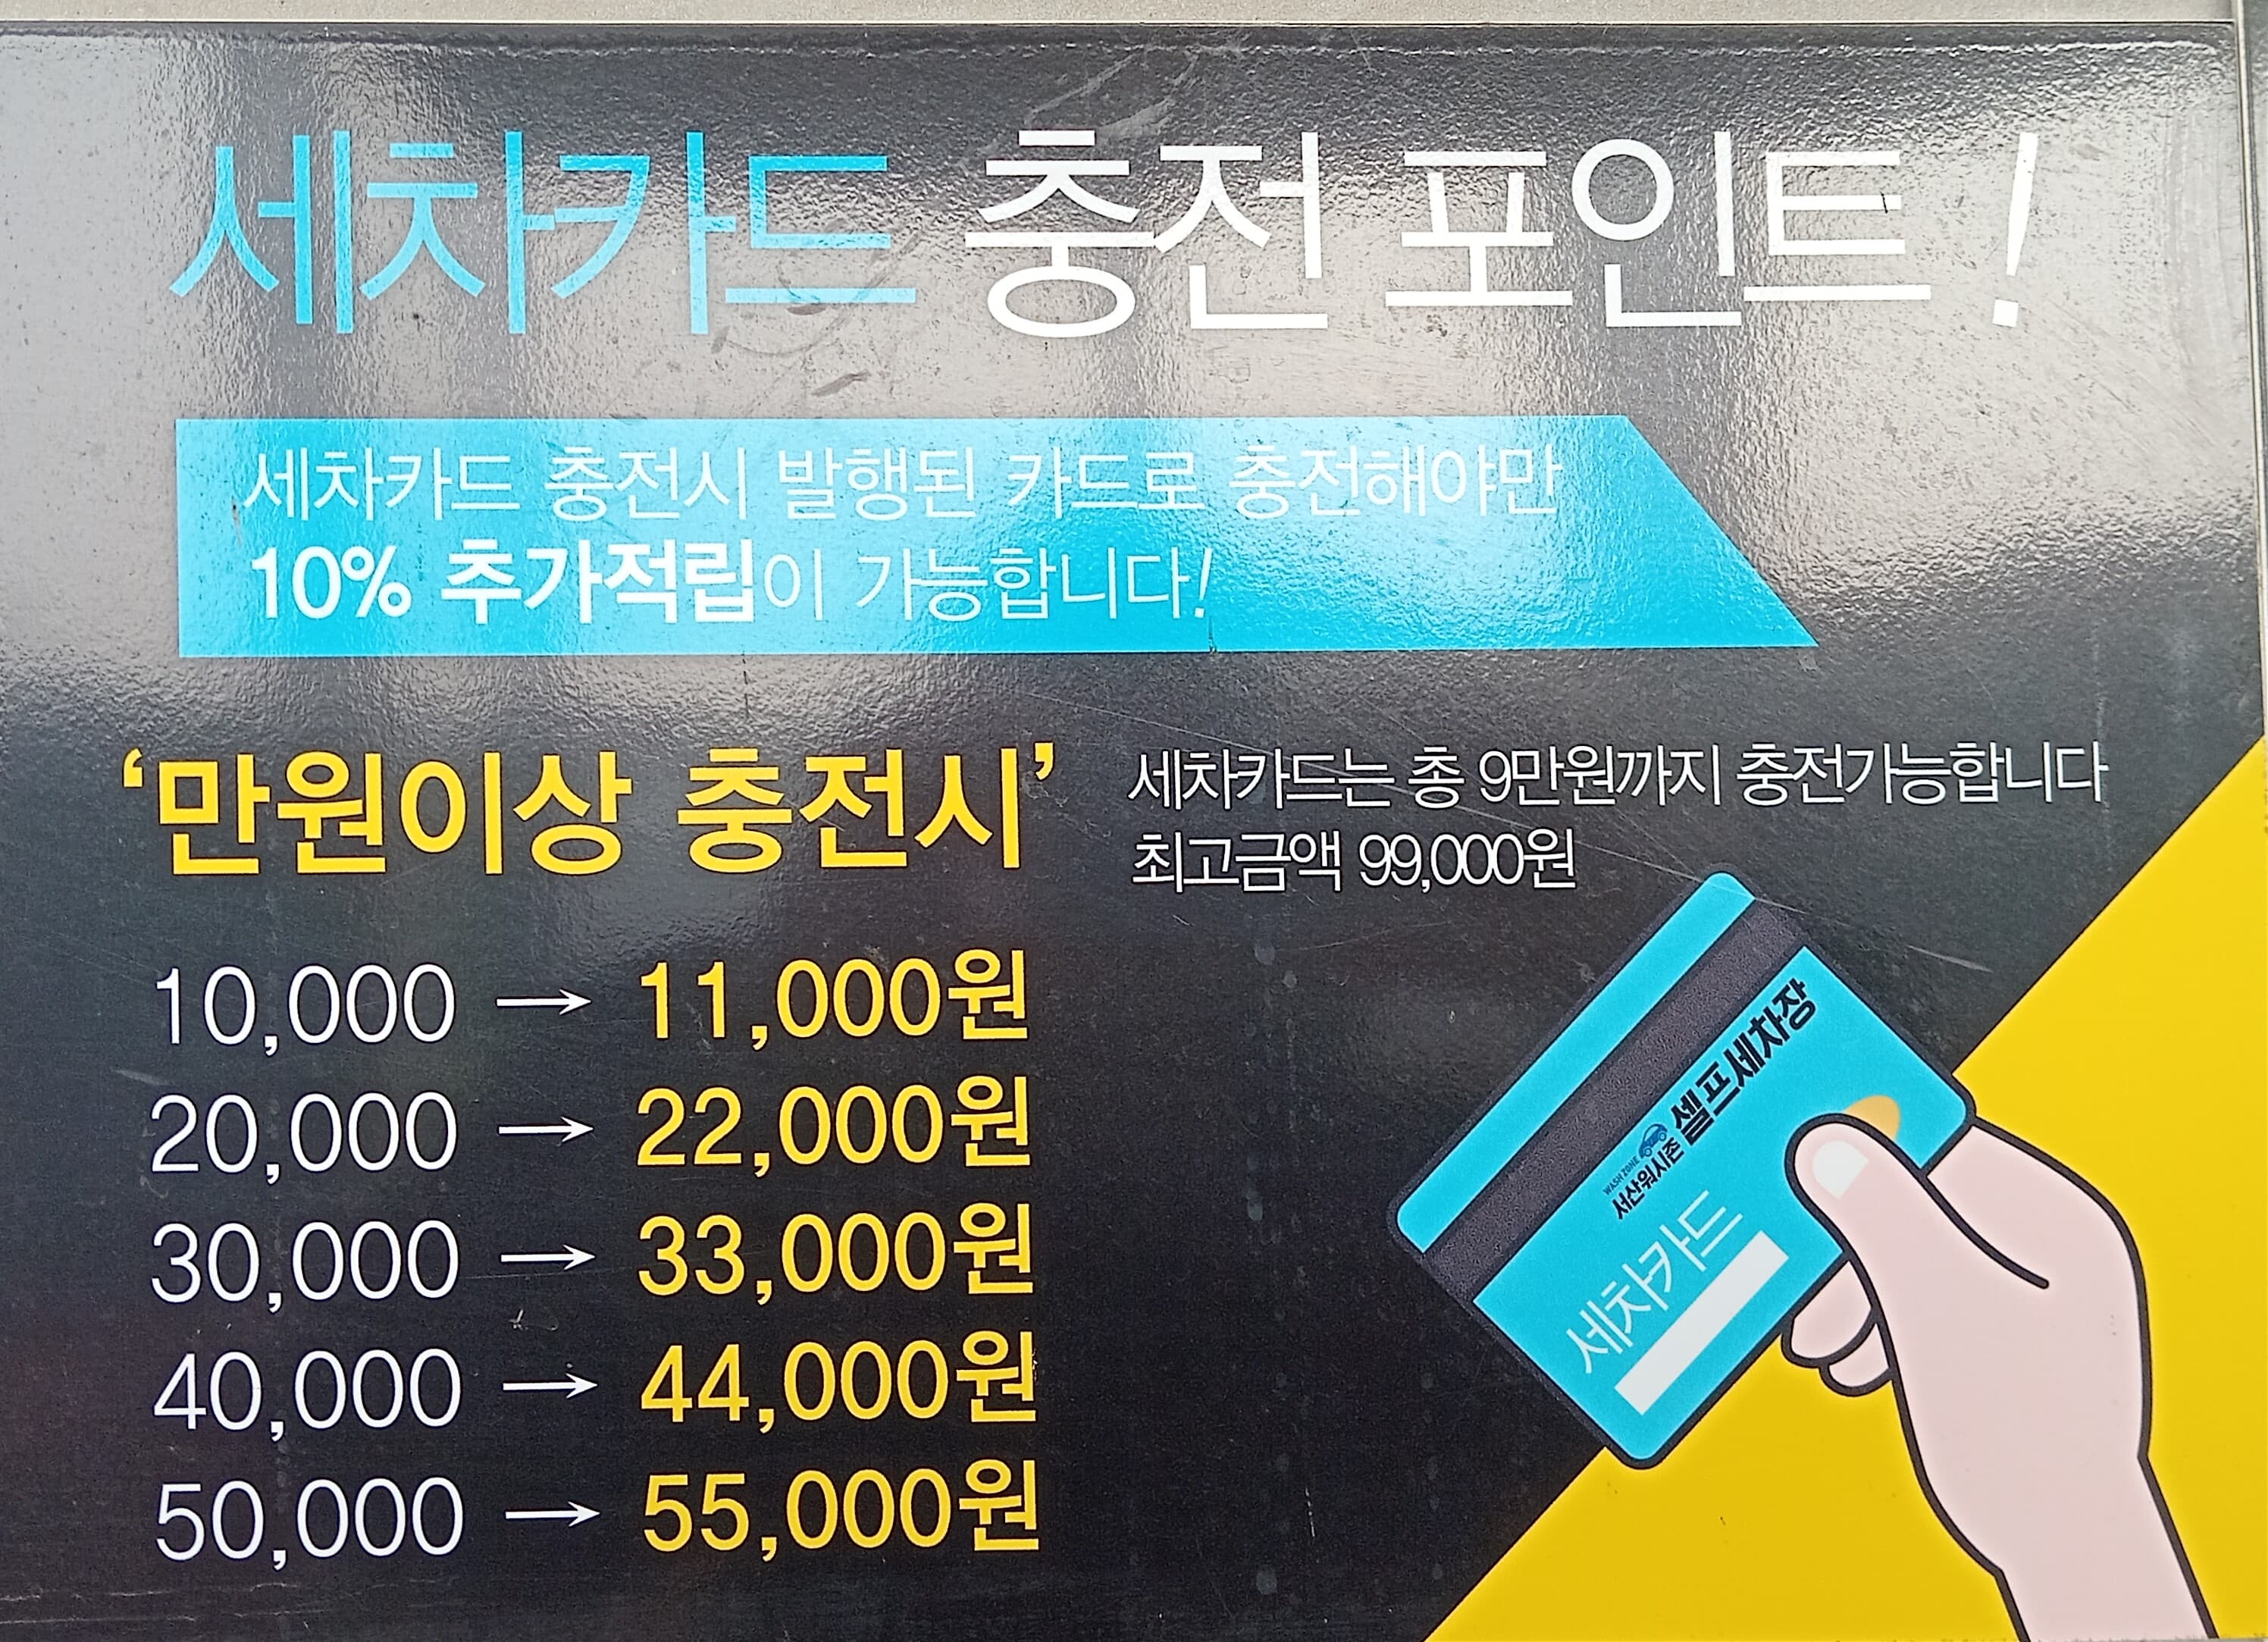 세차카드 충전 포인트!
세차카드 충전시 발행된 카드로 충전해야만
10% 추가적립이 가능합니다!
‘만원이상 충전시’
세차카드는 총 9만원까지 충전가능합니다
최고금액 99,000원
10,000 → 11,000원
20,000 → 22,000원
30,000 → 33,000원
40,000 → 44,000원
50,000 → 55,000원
WASH ZONE
서산워시존 셀프세차장
세차카드